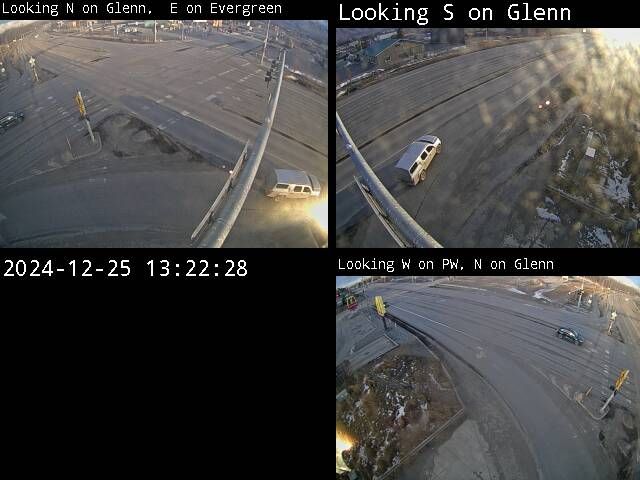 Looking N on Glenn,  E on Evergreen
Looking S on Glenn
2024-12-25 13:22:28
Looking W on PW, N on Glenn